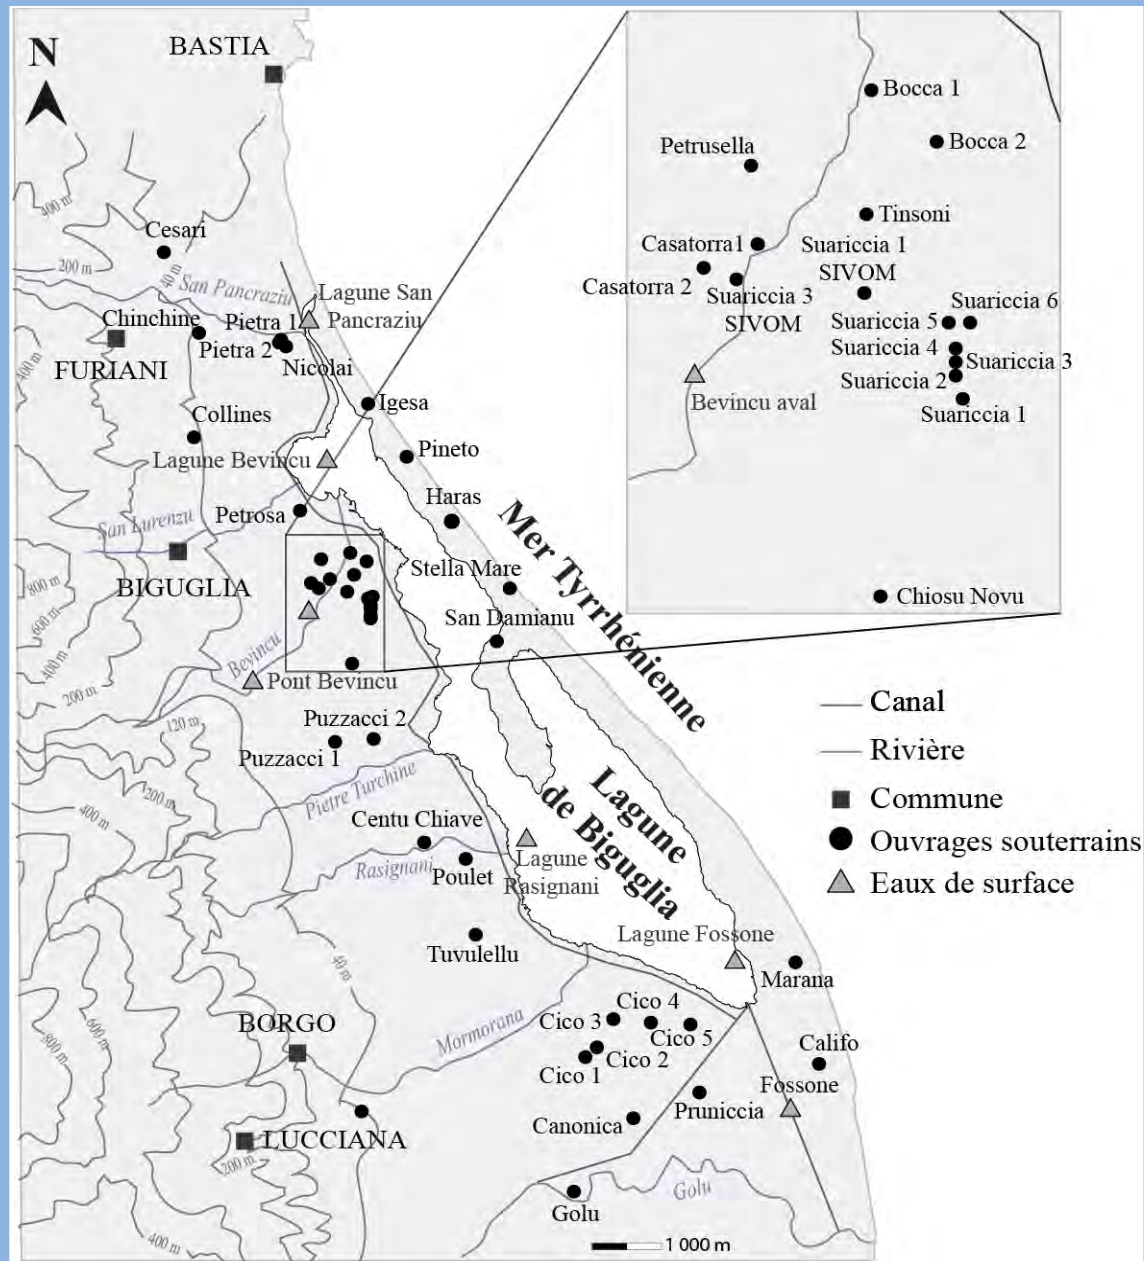 BASTIA
N
Bocca 1
Bocca 2
Petrusella
Tinsoni
Casatorra1
Suariccia 1
SIVOM
Casatorra 2
Suariccia 3
SIVOM
Suariccia 6
Suariccia 5
Suariccia 4
Suariccia 3
Suariccia 2
Suariccia 1
Bevincu aval
Chiosu Novu
400 m
Cesari
200 m
40 m
San Pancraziu
Lagune San
Pancraziu
Chinchine
Pietra 1
Pietra 2
Nicolai
FURIANI
400 m
Igesa
Collines
Lagune Bevincu
Pineto
Haras
Petrosa
San Lurenzu
Mer Tyrrhénienne
BIGUGLIA
Stella Mare
San Damianu
800 m
600 m
400 m
200 m
Bevincu
Pont Bevincu
120 m
Puzzacci 2
Puzzacci 1
Pietre Turchine
200 m
400 m
Lagune
de Biguglia
Centu Chiave
Rasignani
Poulet
Lagune
Rasignani
Tuvulellu
Lagune Fossone
Marana
40 m
600 m
800 m
BORGO
Mormorana
Cico 4
Cico 3
Cico 5
Cico 2
Cico 1
Califo
Fossone
Pruniccia
Canonica
LUCCIANA
200 m
400 m
Golu
Golu
1 000 m
Canal
Rivière
Commune
Ouvrages souterrains
Eaux de surface